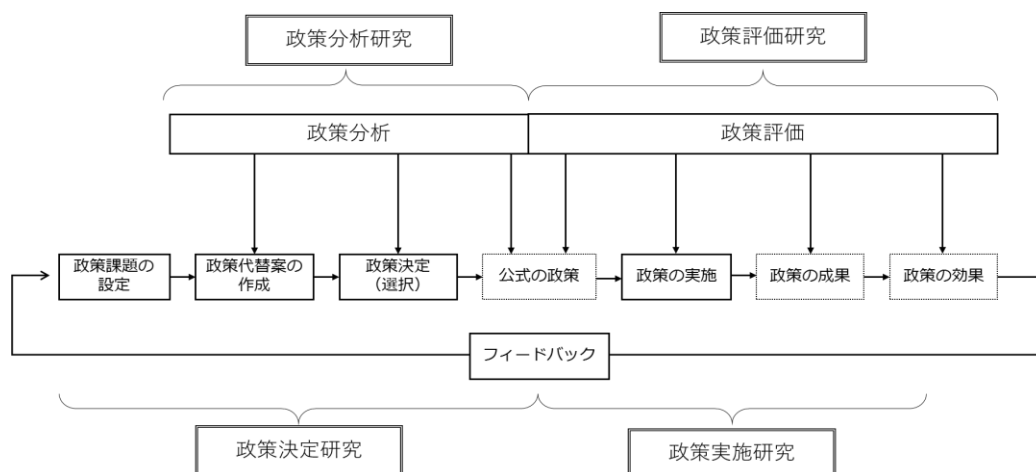 政策分析研究
政策評価研究
政策分析
政策評価
政策課題の
設定
政策代替案の
作成
政策決定
（選択）
公式の政策
政策の実施
政策の成果
政策の効果
フィードバック
政策決定研究
政策実施研究